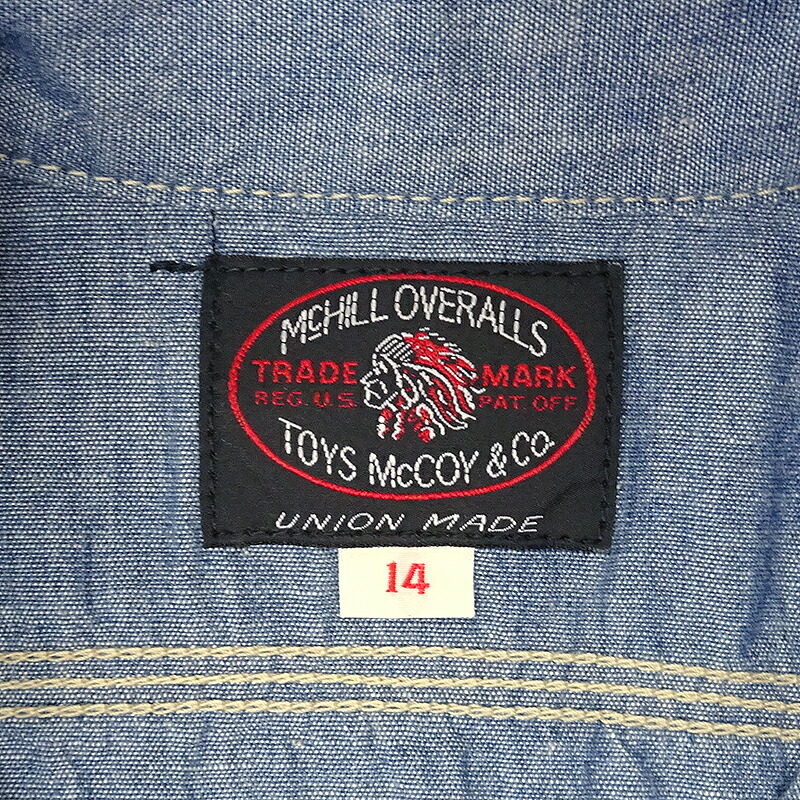 McHILL OVERALLS
TRADE MARK
REG. U.S. PAT. OFF
TOYS McCOY & Co.
UNION MADE
14